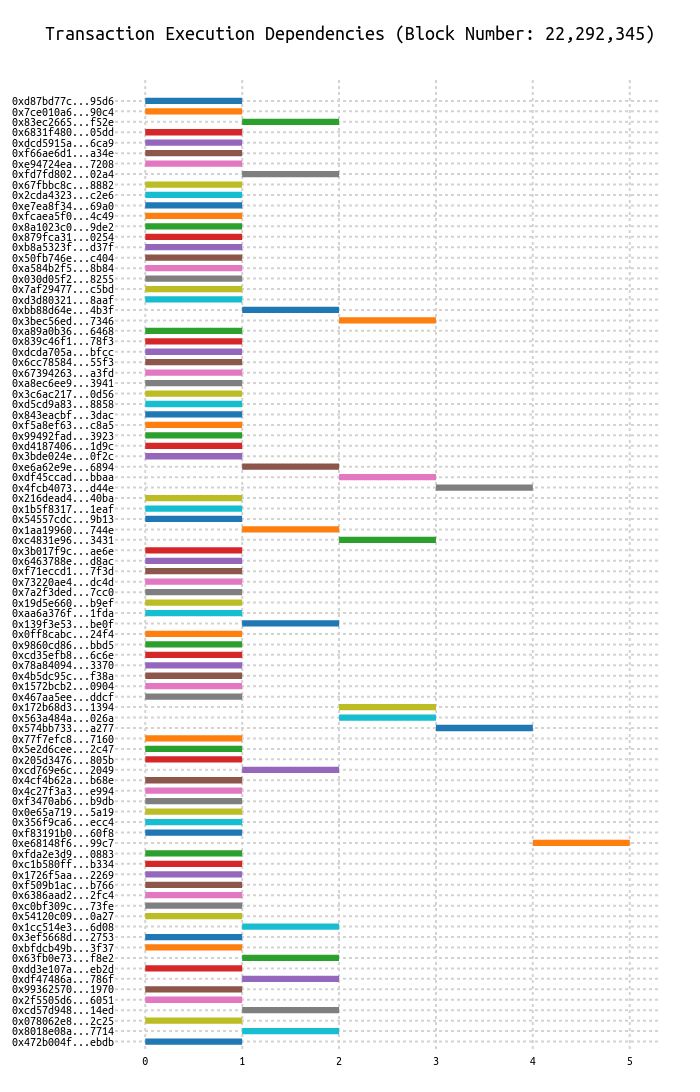 Transaction Execution Dependencies (Block Number: 22,292,345)
0xd87bd77c...95d6
0x7ce010a6...90c4
0x83ec2665...f52e
0x6831f480...05dd
0xdcd5915a...6ca9
0xf66ae6d1...a34e
0xe94724ea...7208
0xfd7fd802...02a4
0x67fbbc8c...8882
0x2cda4323...c2e6
0xe7ea8f34...69a0
0xfcaea5f0...4c49
0x8a1023c0...9de2
0x879fca31...0254
0xb8a5323f...d37f
0x50fb746e...c404
0xa584b2f5...8b84
0x030d05f2...8255
0x7af29477...c5bd
0xd3d80321...8aaf
0xbb88d64e...4b3f
0x3bec56ed...7346
0xa89a0b36...6468
0x839c46f1...78f3
0xdcda705a...bfcc
0x6cc78584...55f3
0x67394263...a3fd
0xa8ec6ee9...3941
0x3c6ac217...0d56
0xd5cd9a83...8858
0x843eacbf...3dac
0xf5a8ef63...c8a5
0x99492fad...3923
0xd4187406...1d9c
0x3bde024e...0f2c
0xe6a62e9e...6894
0xdf45ccad...bbaa
0x4fcb4073...d44e
0x216dead4...40ba
0x1b5f8317...1eaf
0x54557cdc...9b13
0x1aa19960...744e
0xc4831e96...3431
0x3b017f9c...ae6e
0x6463788e...d8ac
0xf71eccd1...7f3d
0x73220ae4...dc4d
0x7a2f3ded...7cc0
0x19d5e660...b9ef
0xaa6a376f...1fda
0x139f3e53...be0f
0x0ff8cabc...24f4
0x9860cd86...bbd5
0xcd35efb8...6c6e
0x78a84094...3370
0x4b5dc95c...f38a
0x1572bcb2...0904
0x467aa5ee...ddcf
0x172b68d3...1394
0x563a484a...026a
0x574bb733...a277
0x77f7efc8...7160
0x5e2d6cee...2c47
0x205d3476...805b
0xcd769e6c...2049
0x4cf4b62a...b68e
0x4c27f3a3...e994
0xf3470ab6...b9db
0x0e65a719...5a19
0x356f9ca6...ecc4
0xf83191b0...60f8
0xe68148f6...99c7
0xfda2e3d9...0883
0xc1b580ff...b334
0x1726f5aa...2269
0xf509b1ac...b766
0x6386aad2...2fc4
0xc0bf309c...73fe
0x54120c09...0a27
0x1cc514e3...6d08
0x3ef5668d...2753
0xbfdcb49b...3f37
0x63fb0e73...f8e2
0xdd3e107a...eb2d
0xdf47486a...786f
0x99362570...1970
0x2f5505d6...6051
0xcd57d948...14ed
0x078062e8...2c25
0x8018e08a...7714
0x472b004f...ebdb
0 1 2 3 4 5